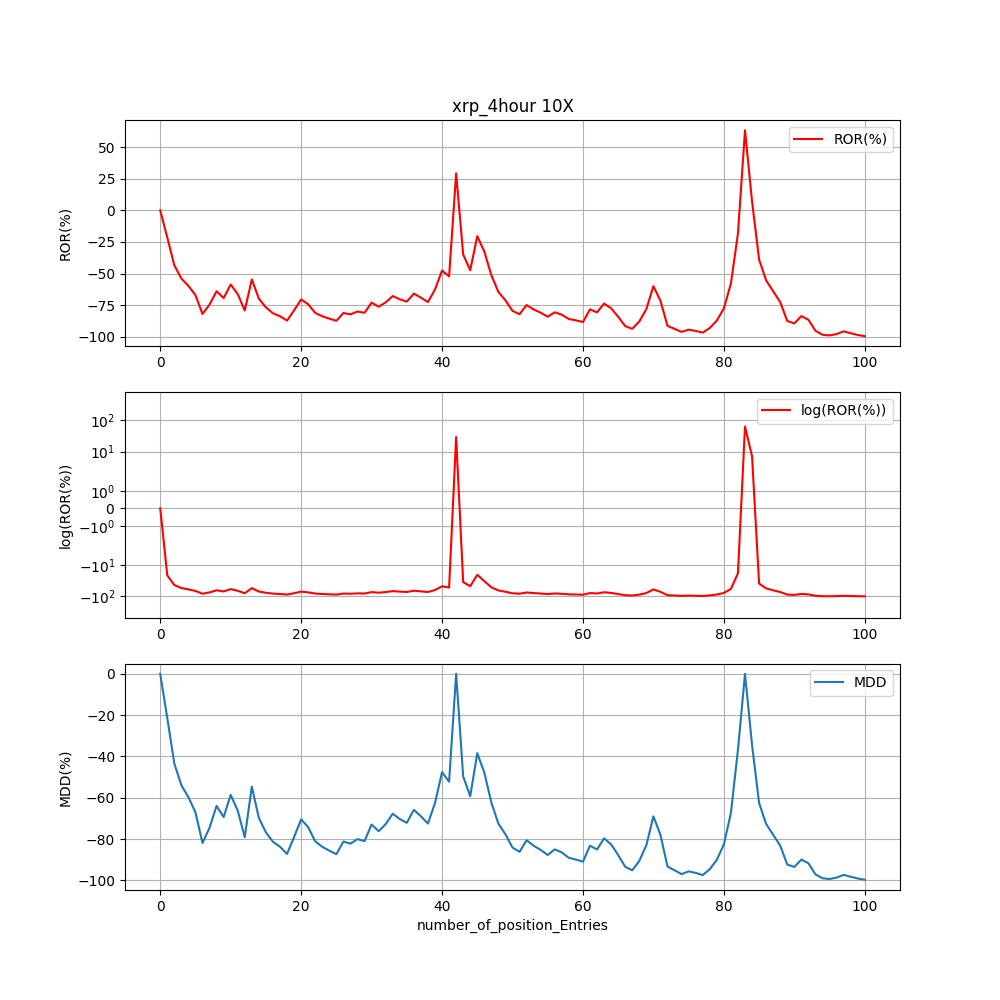 xrp_4hour 10X
ROR(%)
50
25
0
−25
−50
−75
−100
ROR(%)
0 20 40 60 80 100
log(ROR(%))
10²
10¹
10⁰
0
−10⁰
−10¹
−10²
log(ROR(%))
0 20 40 60 80 100
MDD(%)
0
−20
−40
−60
−80
−100
MDD
0 20 40 60 80 100
number_of_position_Entries